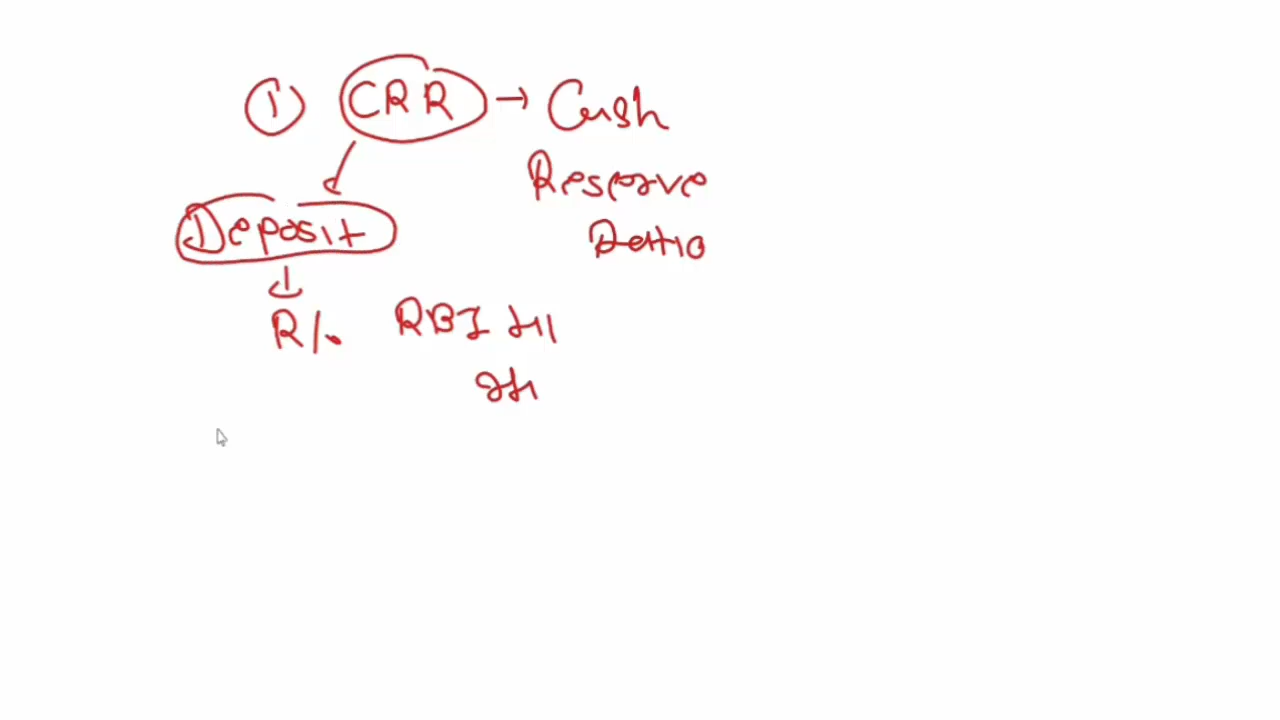 ① CRR → Cash
Reserve
Ratio
Deposit
R%. RBI